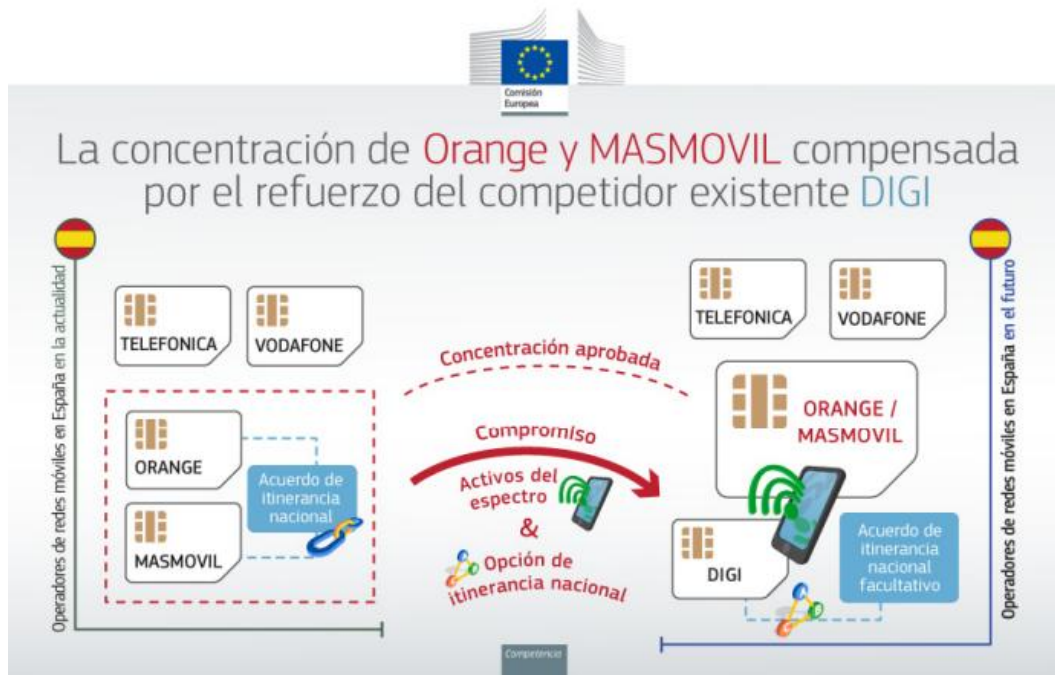 Comisión
Europea
La concentración de Orange y MASMOVIL compensada
por el refuerzo del competidor existente DIGI
Operadores de redes móviles en España en la actualidad
TELEFONICA
VODAFONE
ORANGE
MASMOVIL
Acuerdo de
itinerancia
nacional
Concentración aprobada
Compromiso
Activos del
espectro
&
Opción de
itinerancia nacional
TELEFONICA
VODAFONE
ORANGE /
MASMOVIL
DIGI
Acuerdo de
itinerancia
nacional
facultativo
Operadores de redes móviles en España en el futuro
Competencia